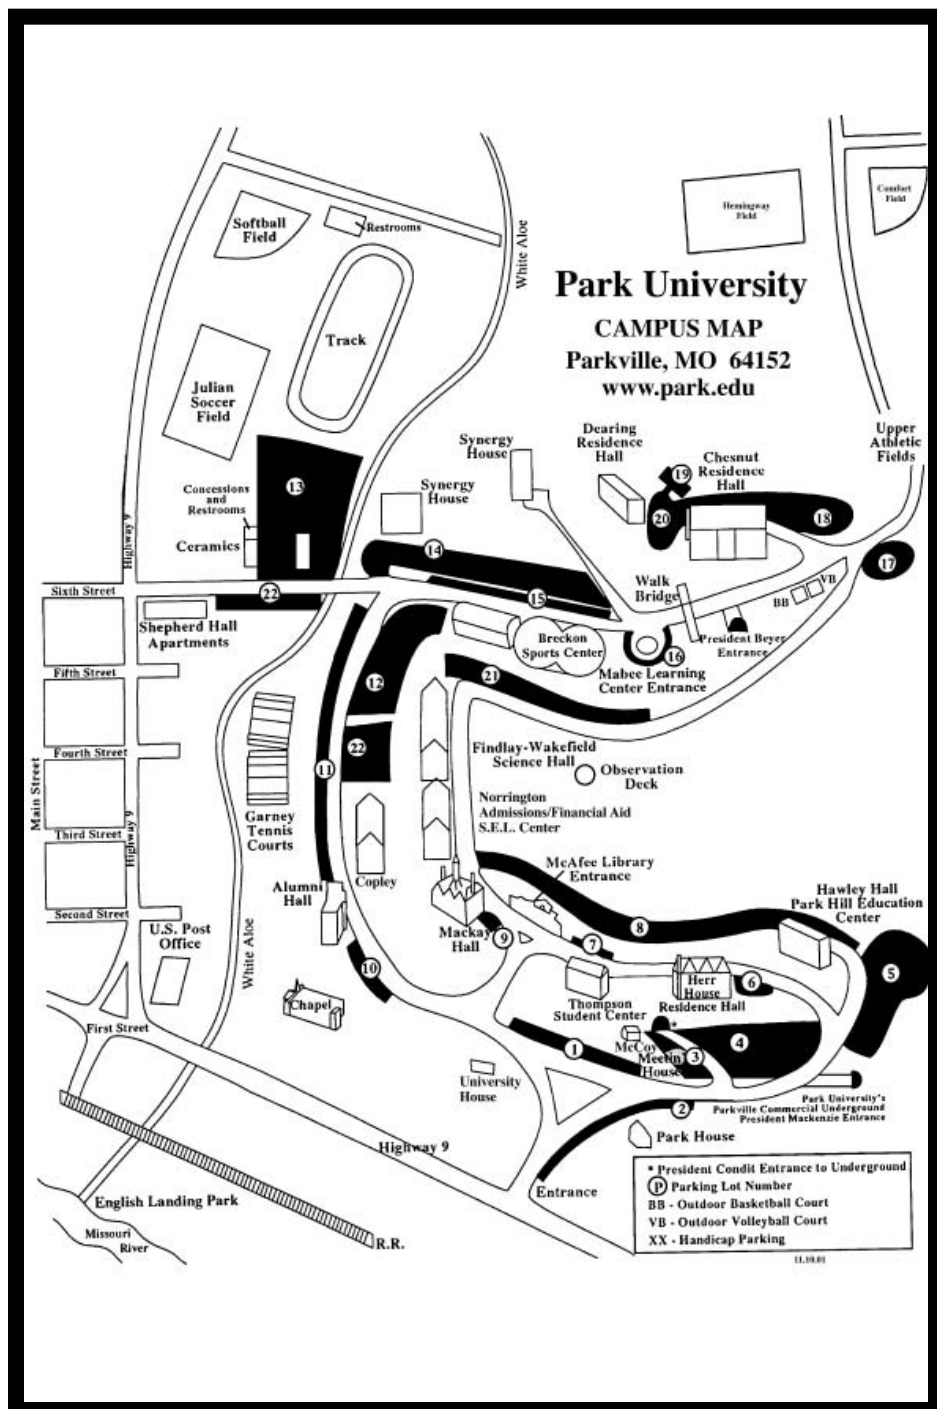 Softball
Field
Restrooms
White Aloe
Hemingway
Field
Comfort
Field
Park University
CAMPUS MAP
Parkville, MO 64152
www.park.edu
Track
Julian
Soccer
Field
Highway 9
Concessions
and
Restrooms
Ceramics
13
Synergy
House
Synergy
House
Dearing
Residence
Hall
Chesnut
Residence
Hall
Upper
Athletic
Fields
19
20
18
17
14
15
Sixth Street
22
Shepherd Hall
Apartments
Walk
Bridge
VB
BB
President Beyer
Entrance
Breckon
Sports Center
16
Mabee Learning
Center Entrance
Fifth Street
12
21
Fourth Street
22
11
Main Street
Third Street
Highway 9
Garney
Tennis
Courts
Findlay-Wakefield
Science Hall
Observation
Deck
Norrington
Admissions/Financial Aid
S.E.L. Center
Copley
McAfee Library
Entrance
Alumni
Hall
Second Street
U.S. Post
Office
White Aloe
Mackay
Hall
9
7
8
Hawley Hall
Park Hill Education
Center
5
10
Chapel
Herr
House
Residence Hall
6
Thompson
Student Center
First Street
1
McCoy
Meetin'
House
*
3
4
University
House
2
Park University's
Parkville Commercial Underground
President Mackenzie Entrance
Park House
Highway 9
Entrance
English Landing Park
Missouri
River
R.R.
* President Condit Entrance to Underground
P Parking Lot Number
BB - Outdoor Basketball Court
VB - Outdoor Volleyball Court
XX - Handicap Parking
11.10.01